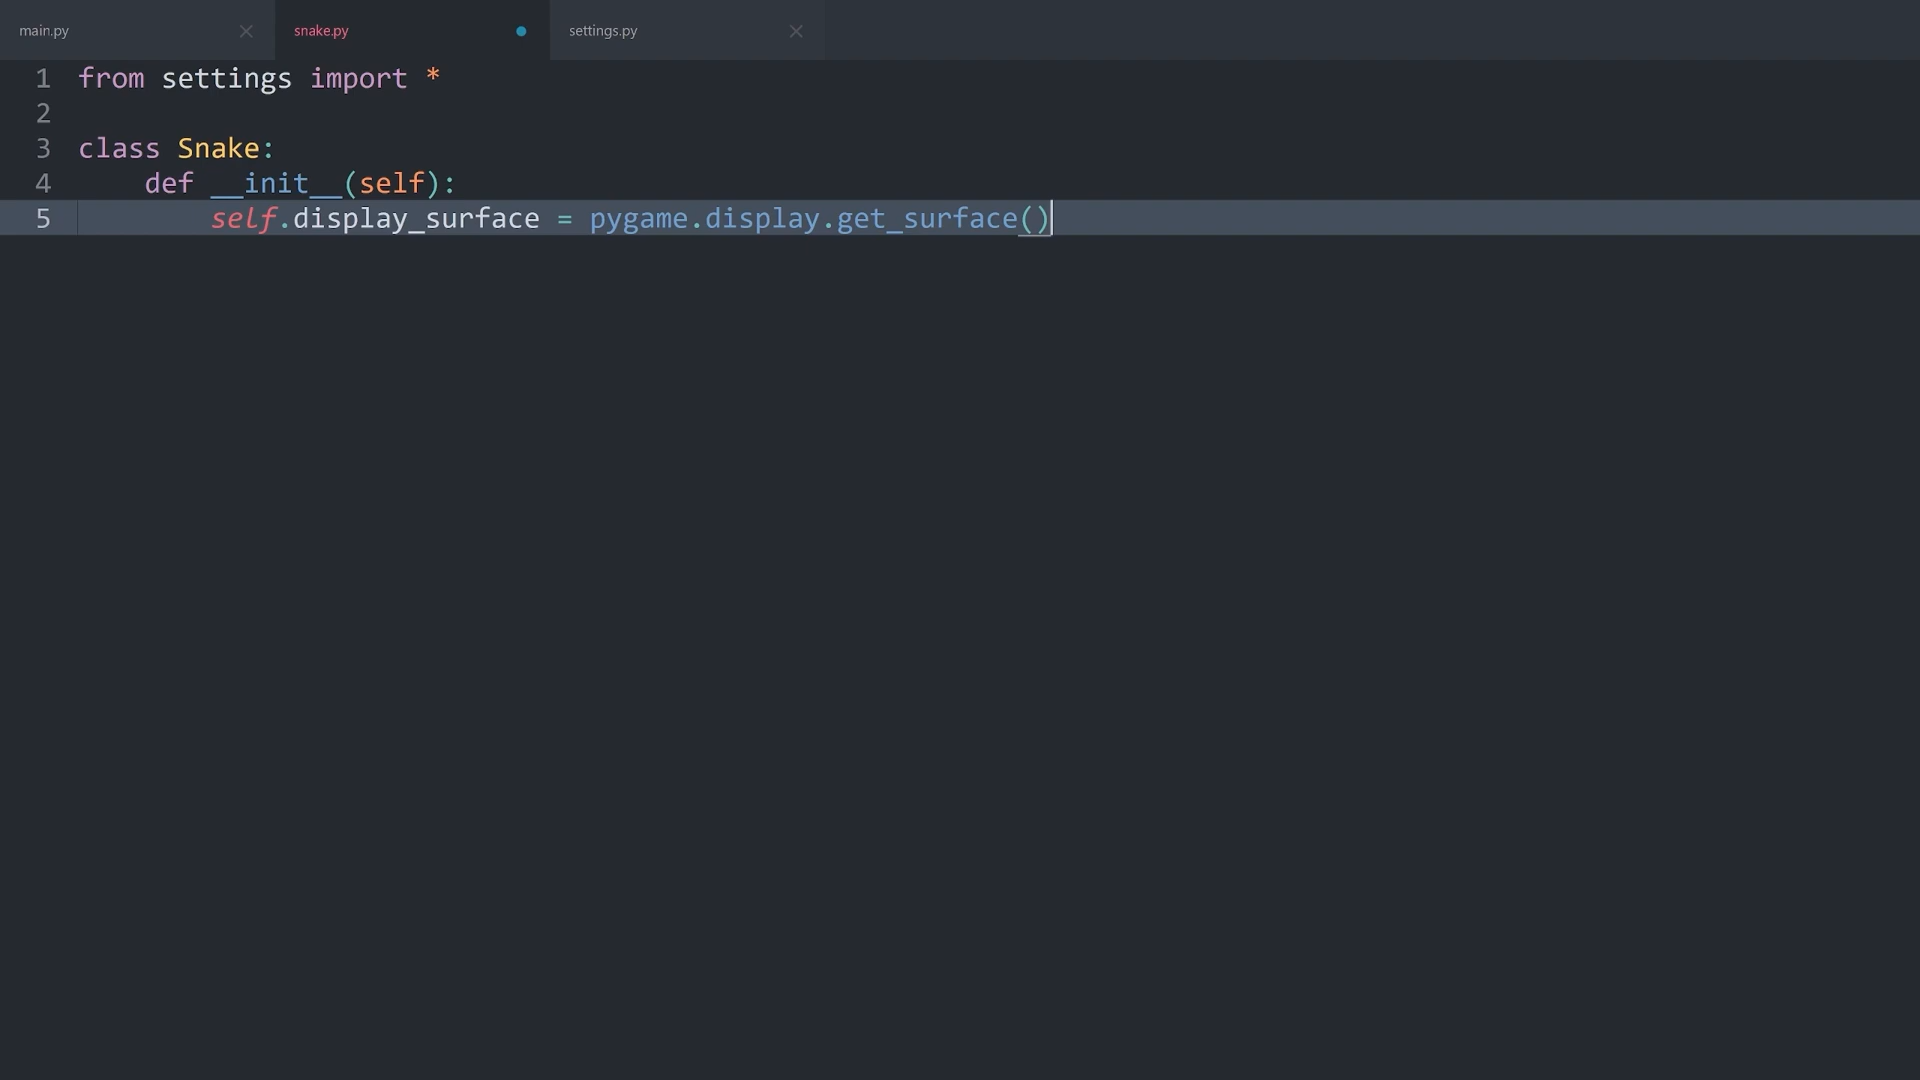 main.py snake.py settings.py
1 from settings import *
2
3 class Snake:
4     def __init__(self):
5         self.display_surface = pygame.display.get_surface()